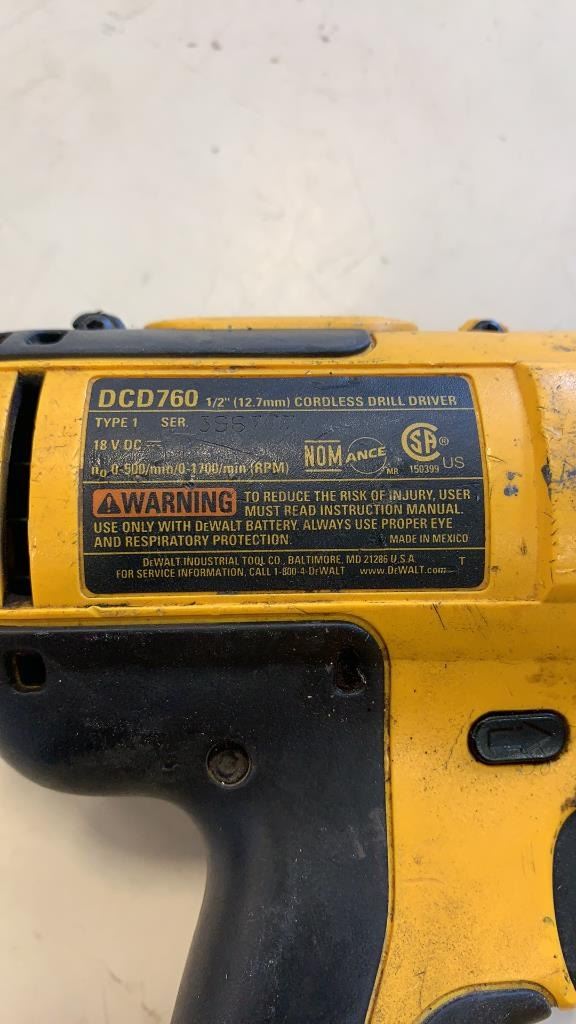 DCD760 1/2" (12.7mm) CORDLESS DRILL DRIVER
TYPE 1 SER.
18 V DC ⎓
n₀ 0-500/min/0-1700/min (RPM)
NOM ANCE MR
SA® 150399 US
⚠WARNING TO REDUCE THE RISK OF INJURY, USER
MUST READ INSTRUCTION MANUAL.
USE ONLY WITH DEWALT BATTERY. ALWAYS USE PROPER EYE
AND RESPIRATORY PROTECTION. MADE IN MEXICO
DEWALT INDUSTRIAL TOOL CO., BALTIMORE, MD 21286 U.S.A T
FOR SERVICE INFORMATION, CALL 1-800-4-DEWALT www.DEWALT.com